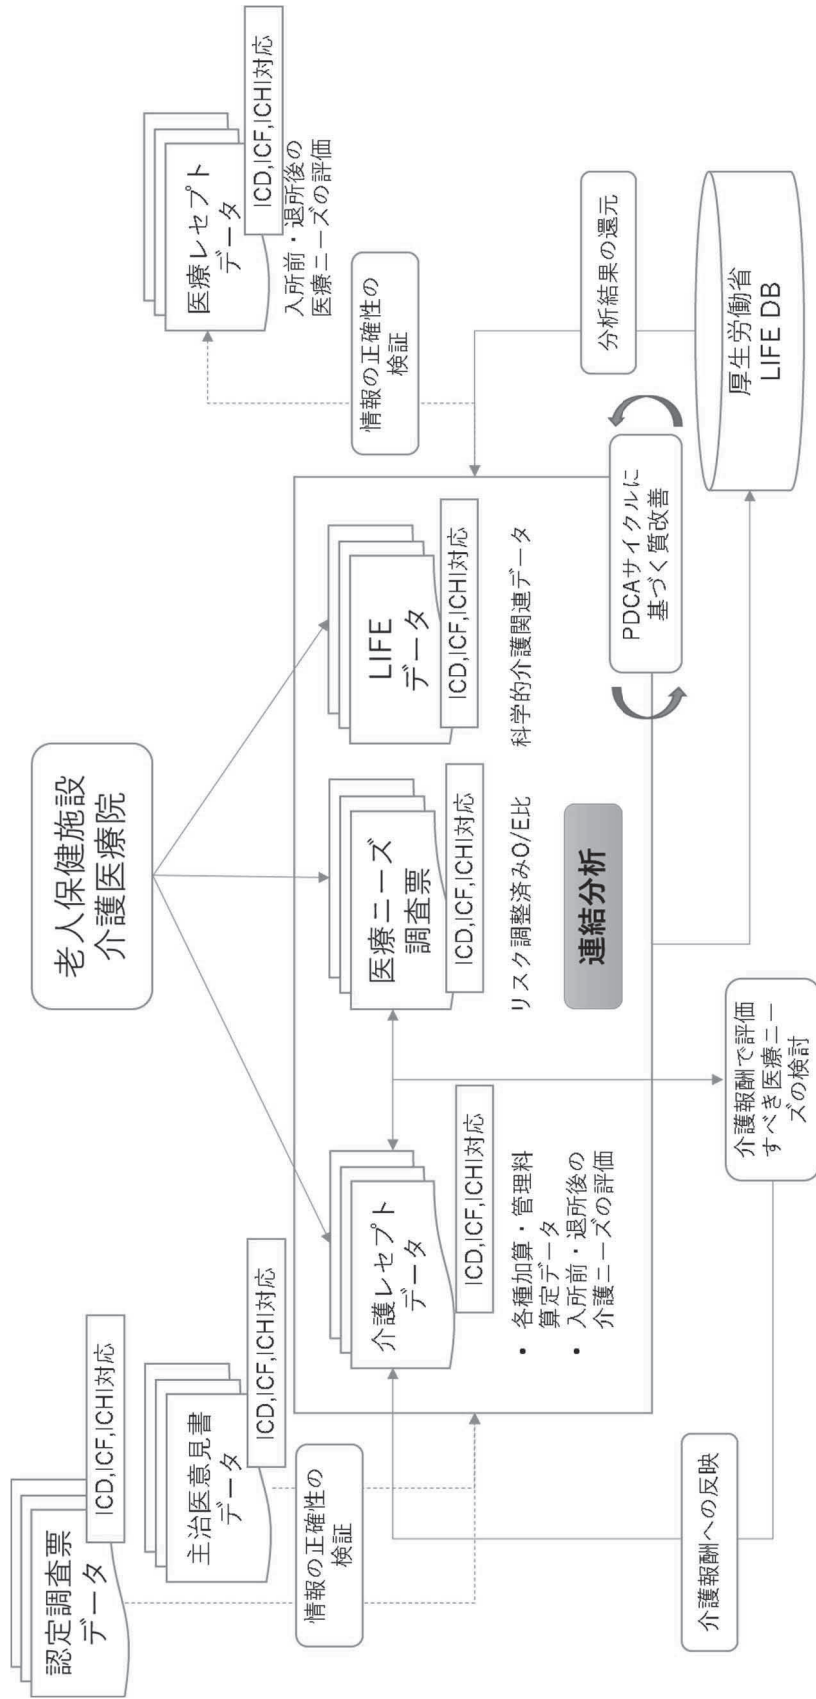 認定調査票
データ
ICD,ICF,ICHI対応
主治医意見書
データ
ICD,ICF,ICHI対応
情報の正確性の
検証
老人保健施設
介護医療院
医療レセプト
データ
ICD,ICF,ICHI対応
入所前・退所後の
医療ニーズの評価
情報の正確性の
検証
介護レセプト
データ
ICD,ICF,ICHI対応
• 各種加算・管理料
算定データ
• 入所前・退所後の
介護ニーズの評価
医療ニーズ
調査票
ICD,ICF,ICHI対応
リスク調整済みO/E比
LIFE
データ
ICD,ICF,ICHI対応
科学的介護関連データ
連結分析
PDCAサイクルに
基づく質改善
分析結果の還元
介護報酬への反映
介護報酬で評価
すべき医療ニー
ズの検討
厚生労働省
LIFE DB